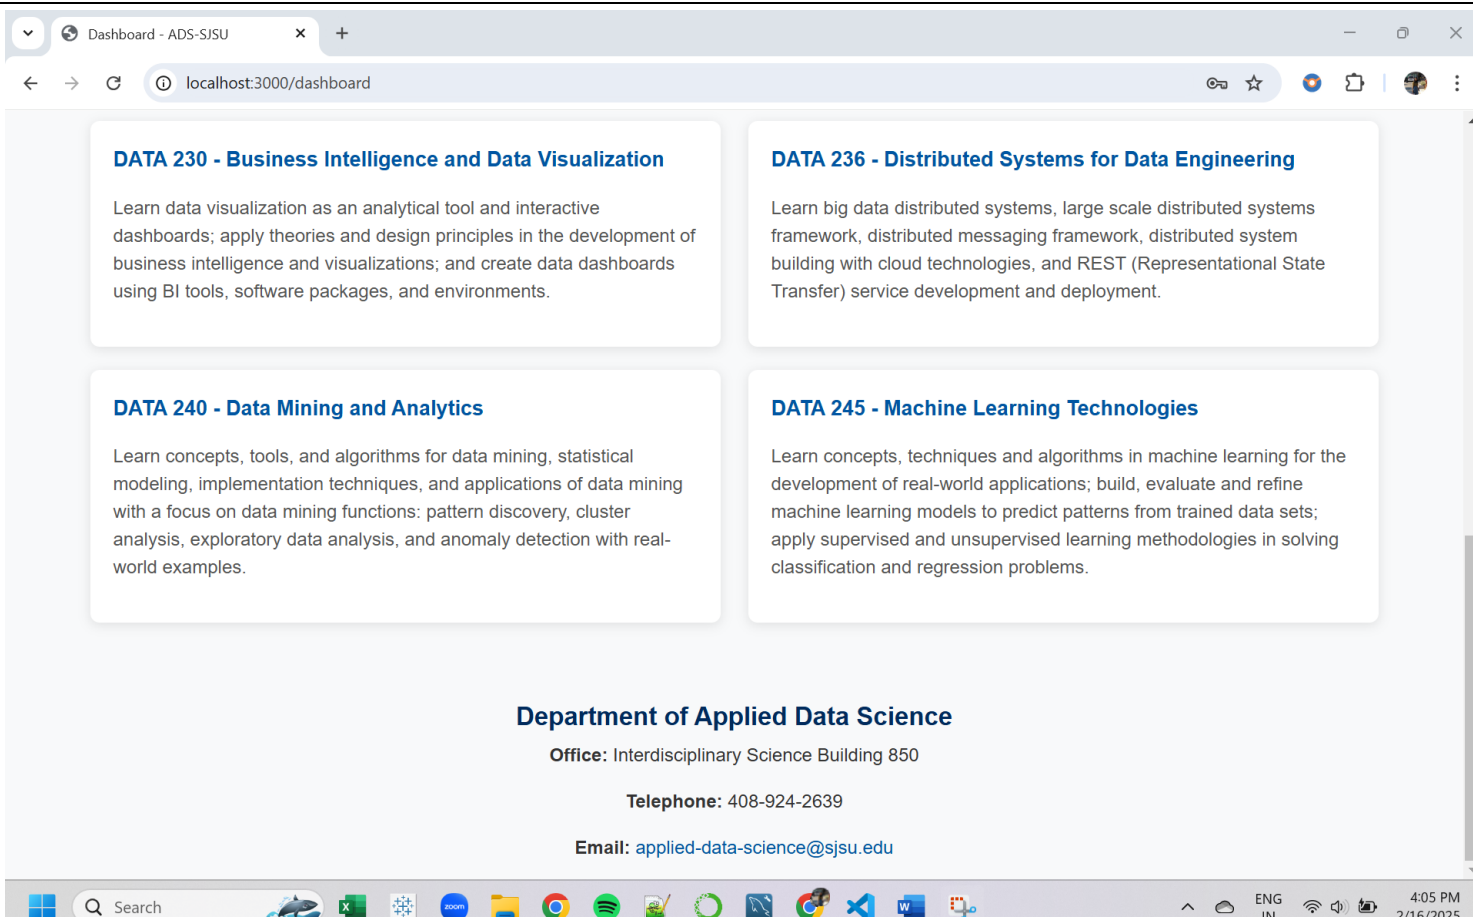 Dashboard - ADS-SJSU
localhost:3000/dashboard
DATA 230 - Business Intelligence and Data Visualization
Learn data visualization as an analytical tool and interactive
dashboards; apply theories and design principles in the development of
business intelligence and visualizations; and create data dashboards
using BI tools, software packages, and environments.
DATA 236 - Distributed Systems for Data Engineering
Learn big data distributed systems, large scale distributed systems
framework, distributed messaging framework, distributed system
building with cloud technologies, and REST (Representational State
Transfer) service development and deployment.
DATA 240 - Data Mining and Analytics
Learn concepts, tools, and algorithms for data mining, statistical
modeling, implementation techniques, and applications of data mining
with a focus on data mining functions: pattern discovery, cluster
analysis, exploratory data analysis, and anomaly detection with real-
world examples.
DATA 245 - Machine Learning Technologies
Learn concepts, techniques and algorithms in machine learning for the
development of real-world applications; build, evaluate and refine
machine learning models to predict patterns from trained data sets;
apply supervised and unsupervised learning methodologies in solving
classification and regression problems.
Department of Applied Data Science
Office: Interdisciplinary Science Building 850
Telephone: 408-924-2639
Email: applied-data-science@sjsu.edu
Search
zoom
ENG
IN
4:05 PM
2/16/2025